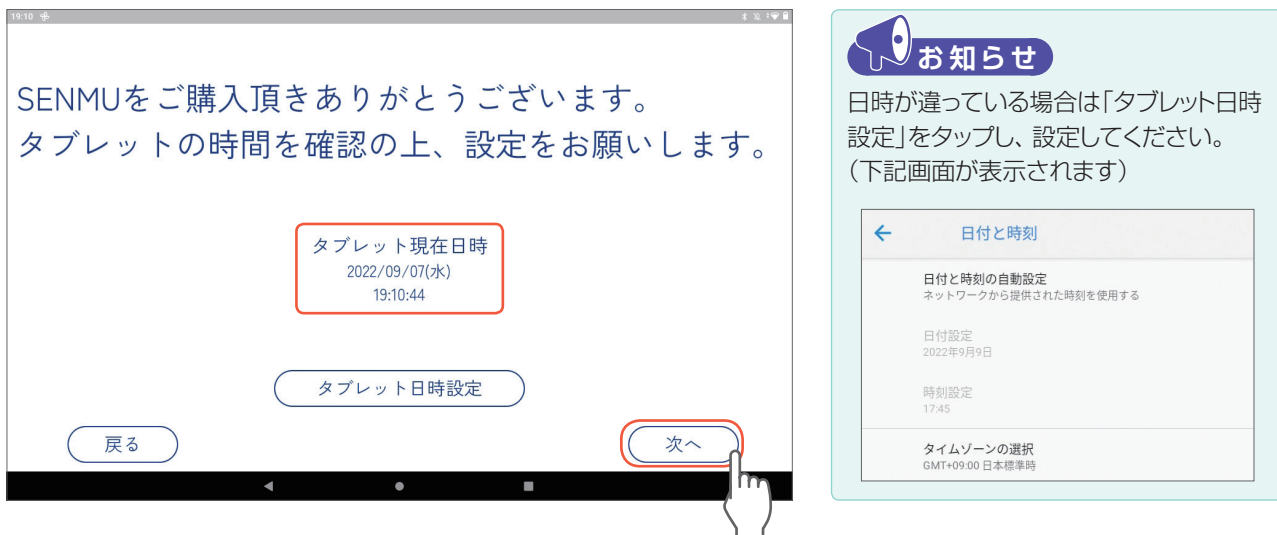 19:10
SENMUをご購入頂きありがとうございます。
タブレットの時間を確認の上、設定をお願いします。
タブレット現在日時
2022/09/07(水)
19:10:44
タブレット日時設定
戻る
次へ
お知らせ
日時が違っている場合は「タブレット日時
設定」をタップし、設定してください。
（下記画面が表示されます）
日付と時刻
日付と時刻の自動設定
ネットワークから提供された時刻を使用する
日付設定
2022年9月9日
時刻設定
17:45
タイムゾーンの選択
GMT+09:00 日本標準時